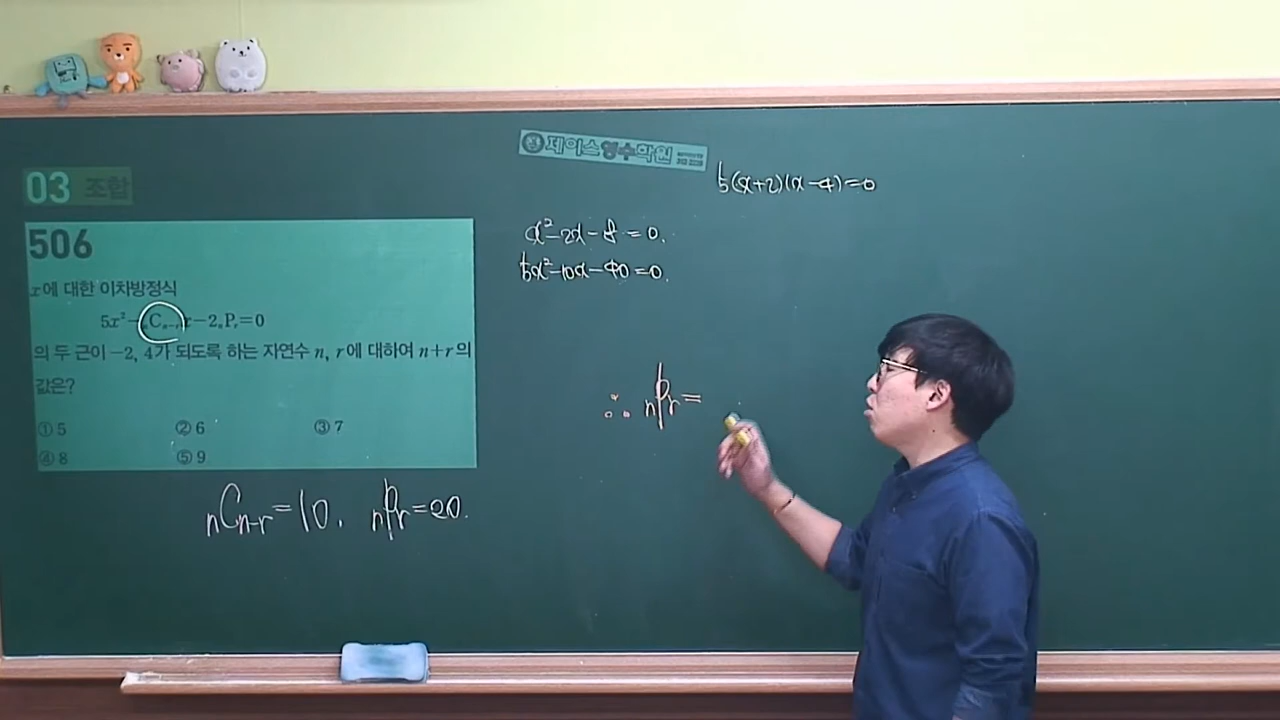 제이스영수학원
5(x+2)(x-4)=0
03 조합
506
x에 대한 이차방정식
5x²-ₙCₙ₋ᵣx-2ₙPᵣ=0
의 두 근이 -2, 4가 되도록 하는 자연수 n, r에 대하여 n+r의
값은?
① 5 ② 6 ③ 7
④ 8 ⑤ 9
x²-2x-8=0.
5x²-10x-40=0.
∴ ₙPᵣ=
ₙCₙ₋ᵣ=10. ₙPᵣ=20.